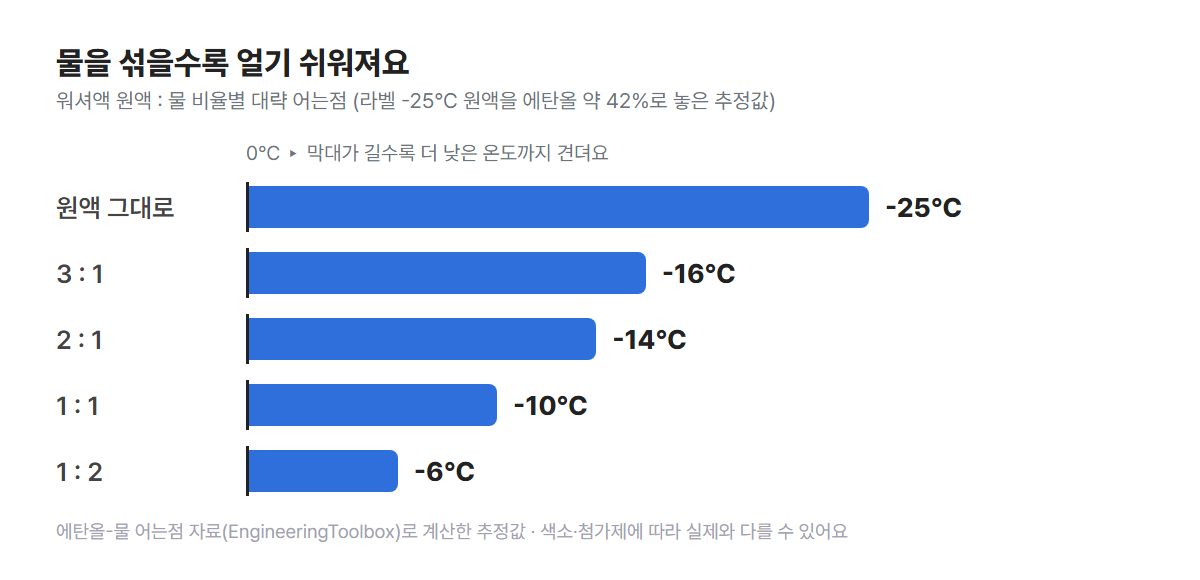 물을 섞을수록 얼기 쉬워져요
워셔액 원액 : 물 비율별 대략 어는점 (라벨 -25°C 원액을 에탄올 약 42%로 놓은 추정값)
0°C ▸ 막대가 길수록 더 낮은 온도까지 견뎌요
원액 그대로 -25°C
3 : 1 -16°C
2 : 1 -14°C
1 : 1 -10°C
1 : 2 -6°C
에탄올-물 어는점 자료(EngineeringToolbox)로 계산한 추정값 · 색소·첨가제에 따라 실제와 다를 수 있어요